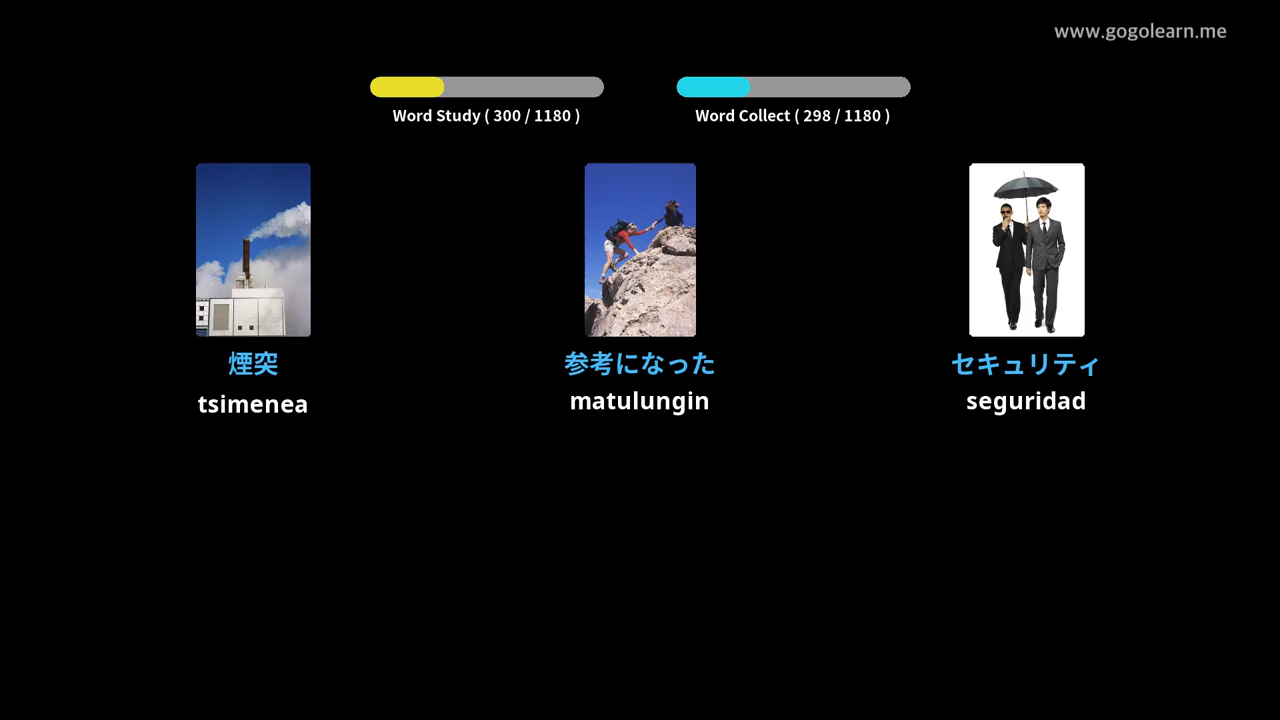 www.gogolearn.me
Word Study ( 300 / 1180 )
Word Collect ( 298 / 1180 )
煙突
参考になった
セキュリティ
tsimenea
matulungin
seguridad